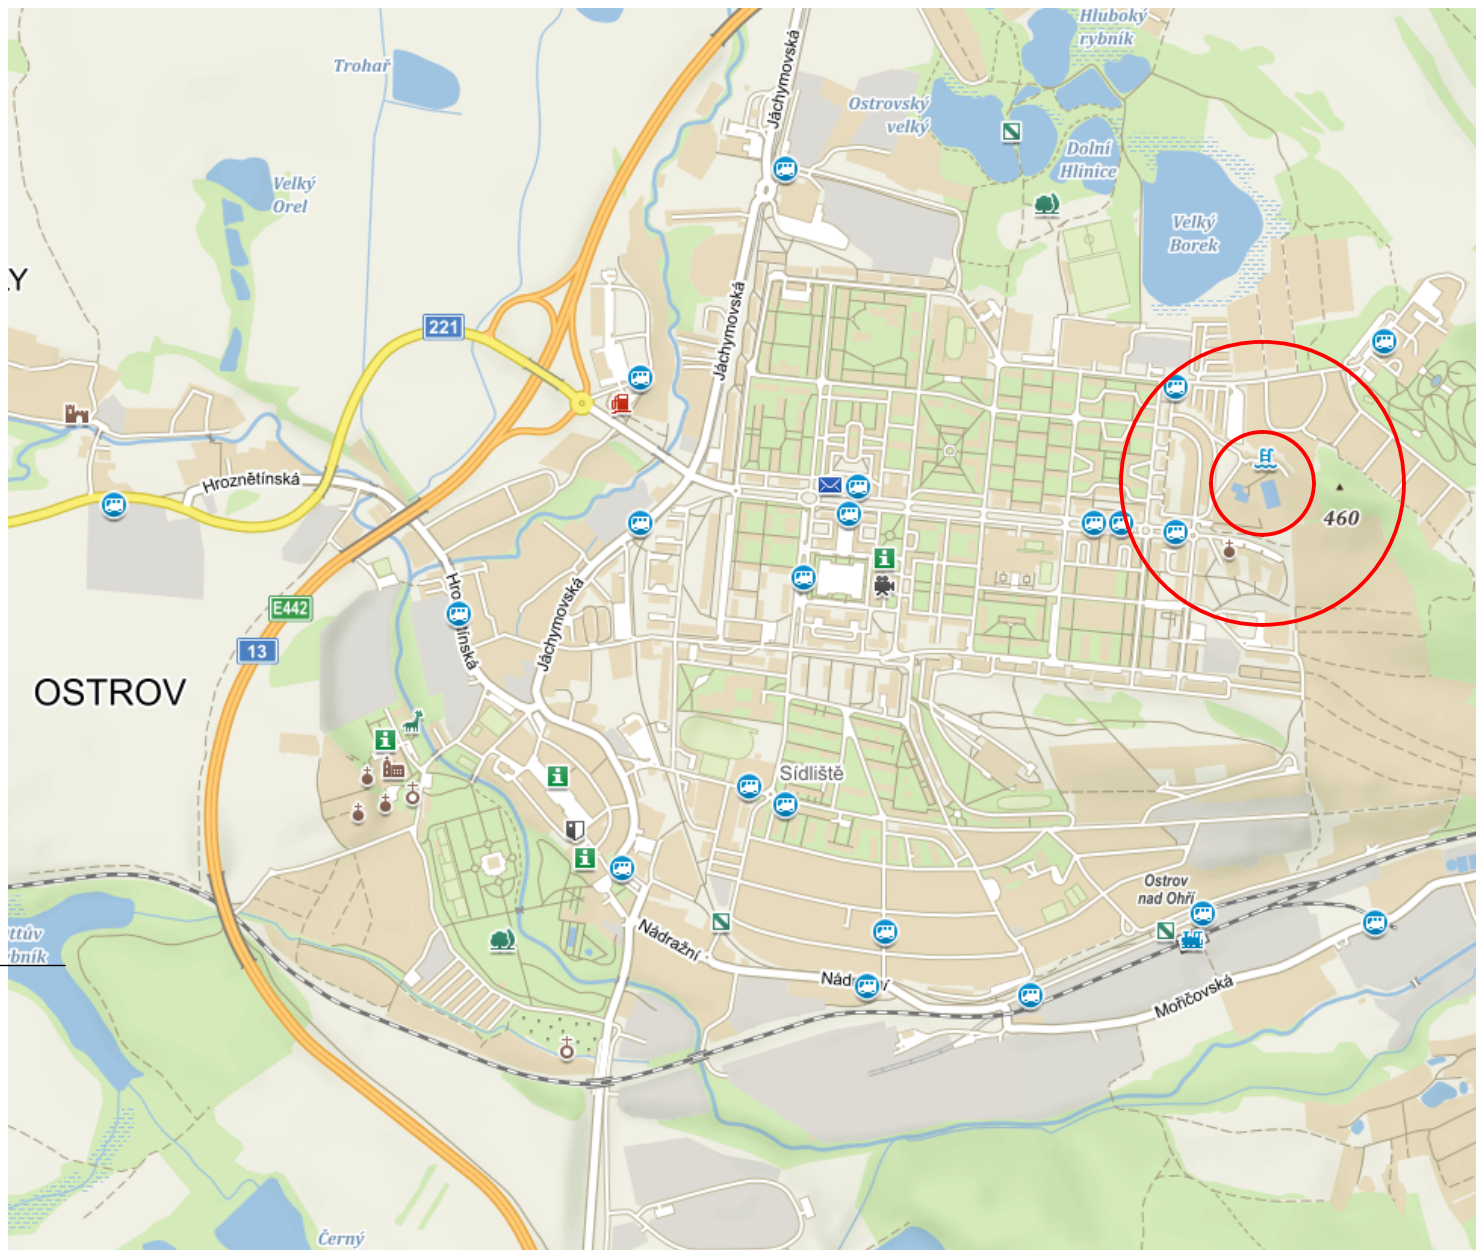 Hluboký
rybník
Trohař
Jáchymovská
Ostrovský
velký
Dolní
Hlinice
Velký
Orel
Velký
Borek
221
Jáchymovská
Hroznětínská
460
E442
13
Jáchymovská
OSTROV
Sídliště
Ostrov
nad Ohří
Nádražní
Mořičovská
Černý